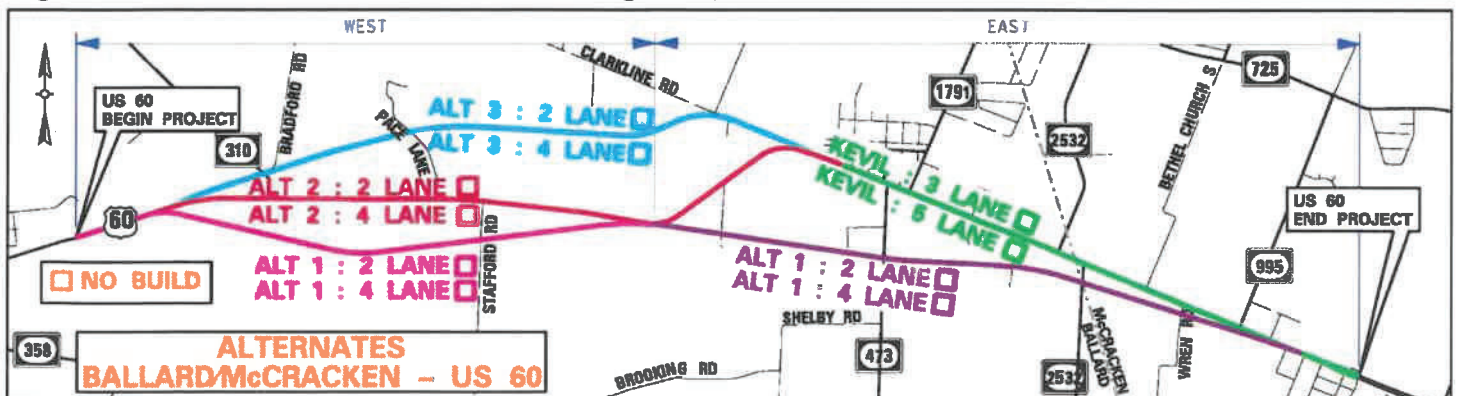 WEST
EAST
US 60
BEGIN PROJECT
BRADFORD RD
310
PACE LANE
CLARKLINE RD
1791
725
2532
BETHEL CHURCH S
ALT 3 : 2 LANE
ALT 3 : 4 LANE
KEVIL : 3 LANE
KEVIL : 5 LANE
ALT 2 : 2 LANE
ALT 2 : 4 LANE
60
STAFFORD RD
US 60
END PROJECT
995
NO BUILD
ALT 1 : 2 LANE
ALT 1 : 4 LANE
ALT 1 : 2 LANE
ALT 1 : 4 LANE
SHELBY RD
473
McCRACKEN
BALLARD
WREN RD
2532
358
ALTERNATES
BALLARD/McCRACKEN - US 60
BROOKING RD